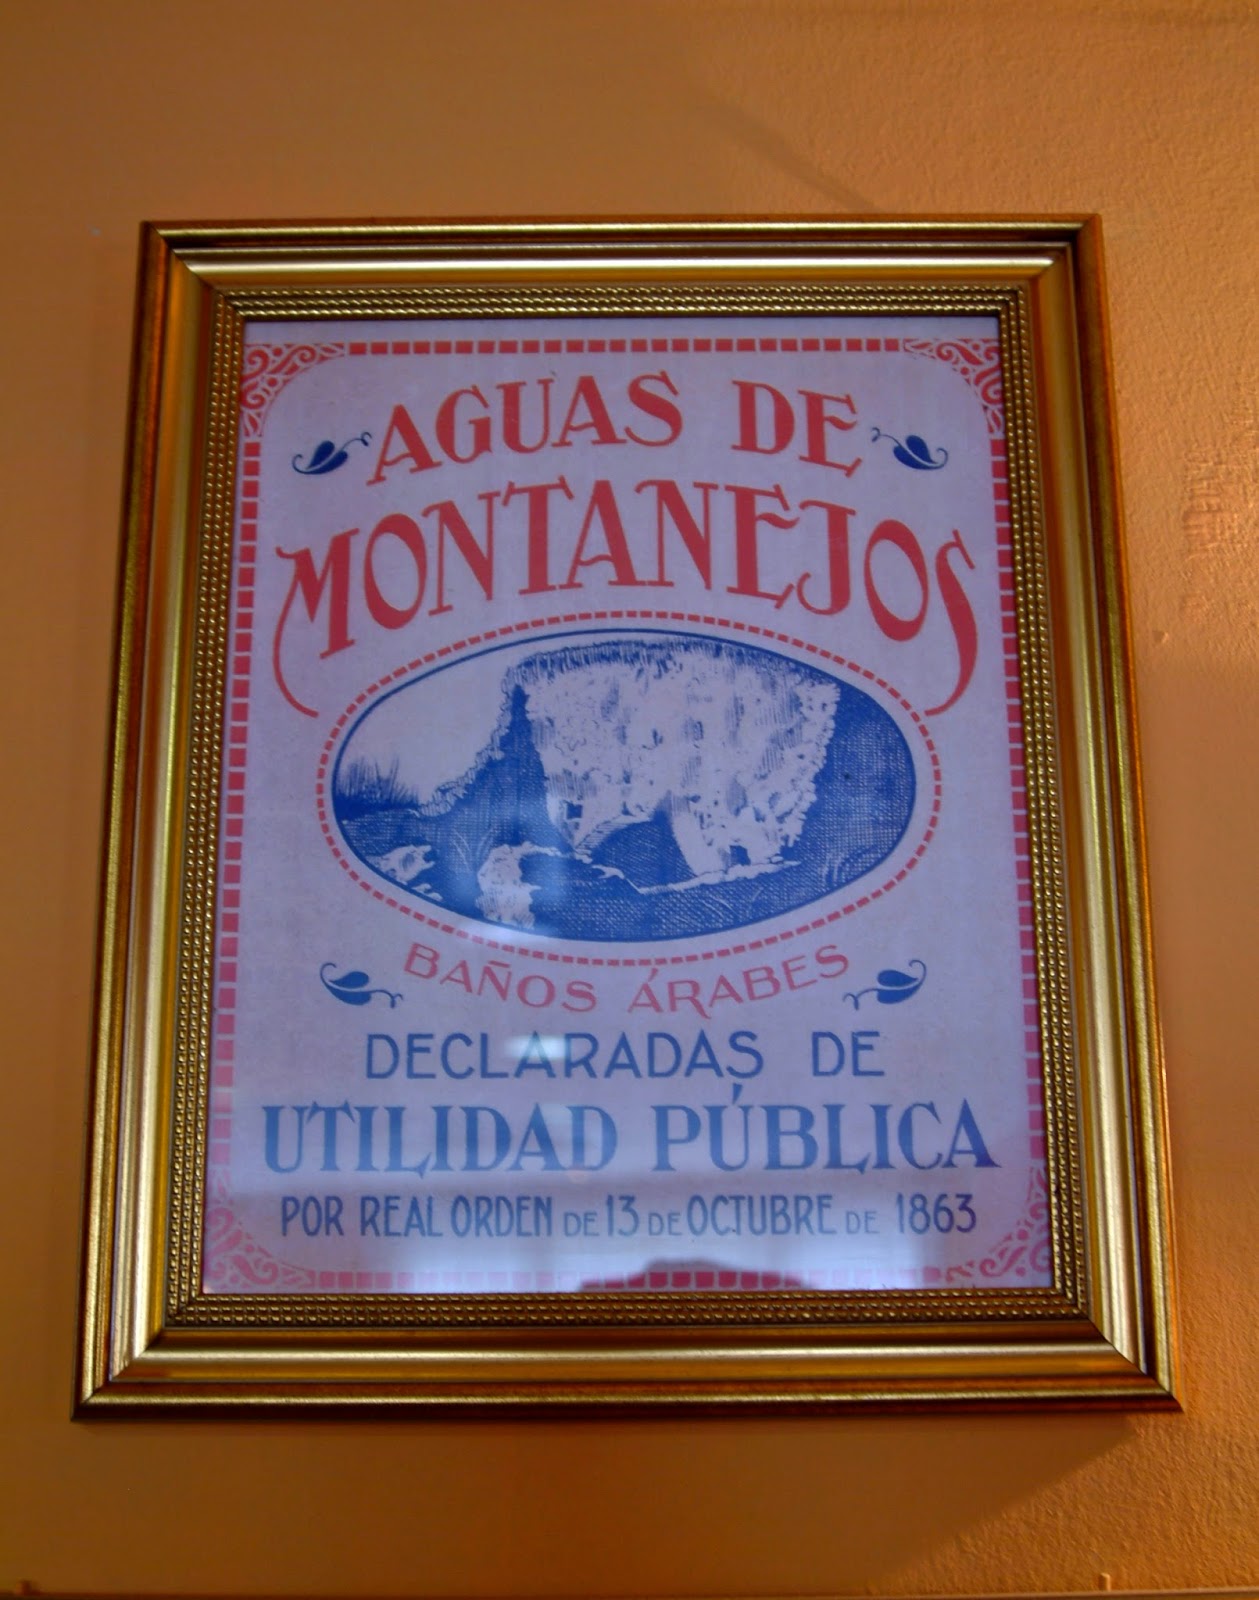 AGUAS DE
MONTANEJOS
BAÑOS ÁRABES
DECLARADAS DE
UTILIDAD PÚBLICA
POR REAL ORDEN DE 13 DE OCTUBRE DE 1863